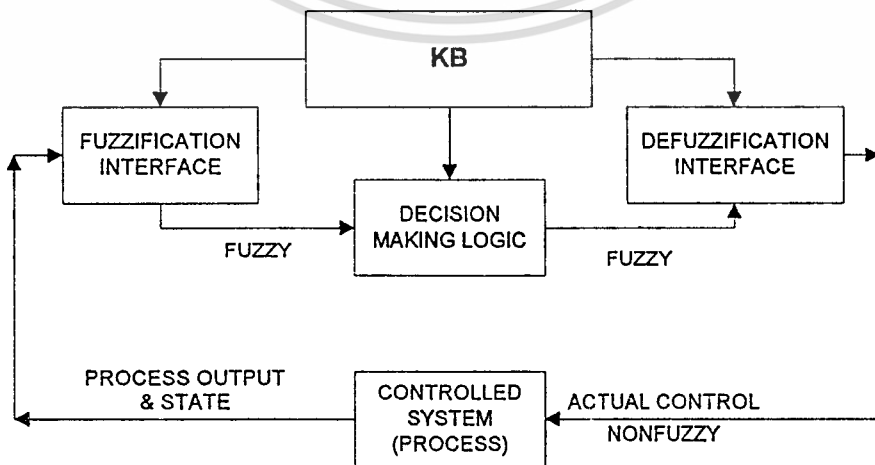 KB
FUZZIFICATION
INTERFACE
DEFUZZIFICATION
INTERFACE
DECISION
MAKING LOGIC
FUZZY
FUZZY
PROCESS OUTPUT
& STATE
CONTROLLED
SYSTEM
(PROCESS)
ACTUAL CONTROL
NONFUZZY